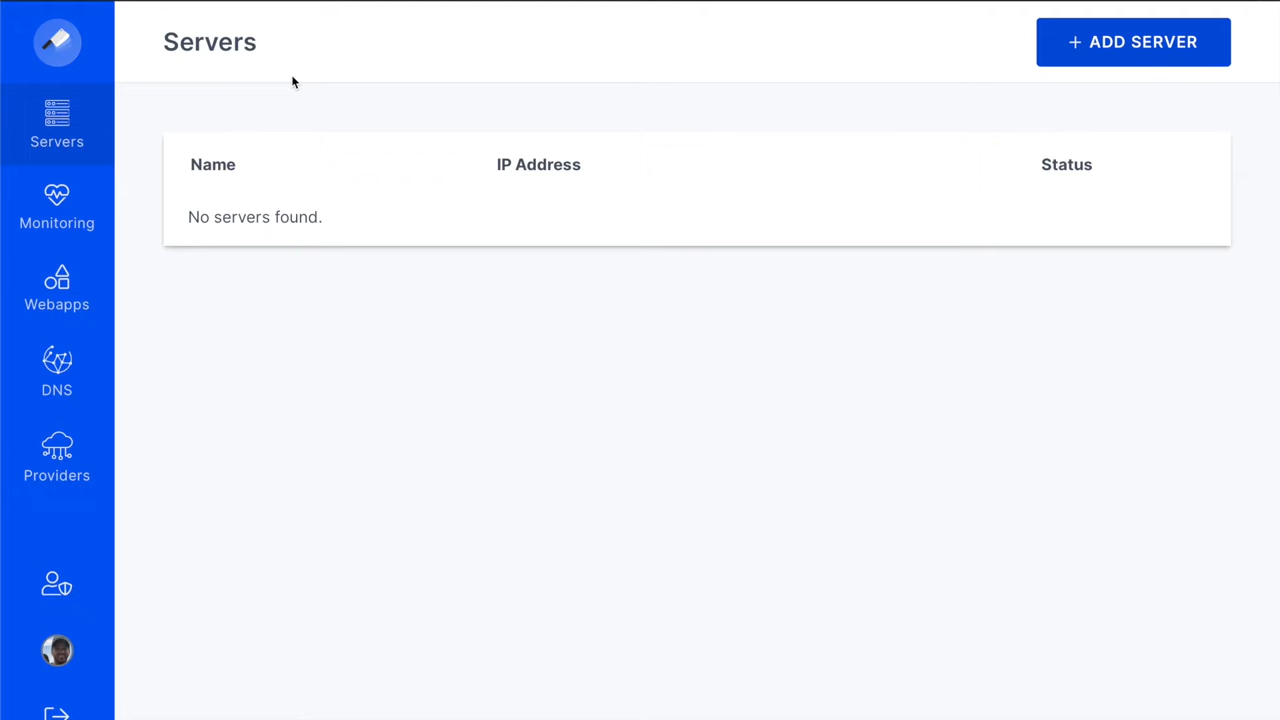 Servers
+ ADD SERVER
Servers
Monitoring
Webapps
DNS
Providers
Name IP Address Status
No servers found.